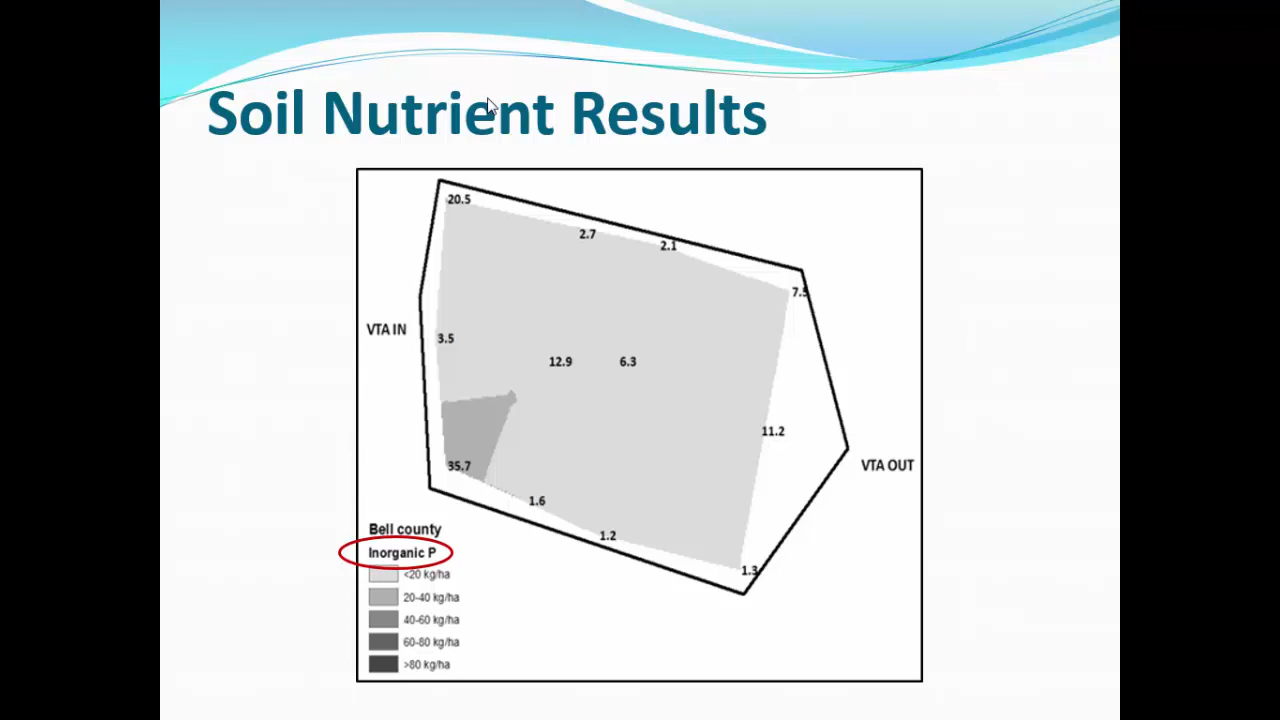 Soil Nutrient Results
20.5
2.7
2.1
7.5
VTA IN
3.5
12.9
6.3
11.2
VTA OUT
35.7
1.6
1.2
1.3
Bell county
Inorganic P
<20 kg/ha
20-40 kg/ha
40-60 kg/ha
60-80 kg/ha
>80 kg/ha